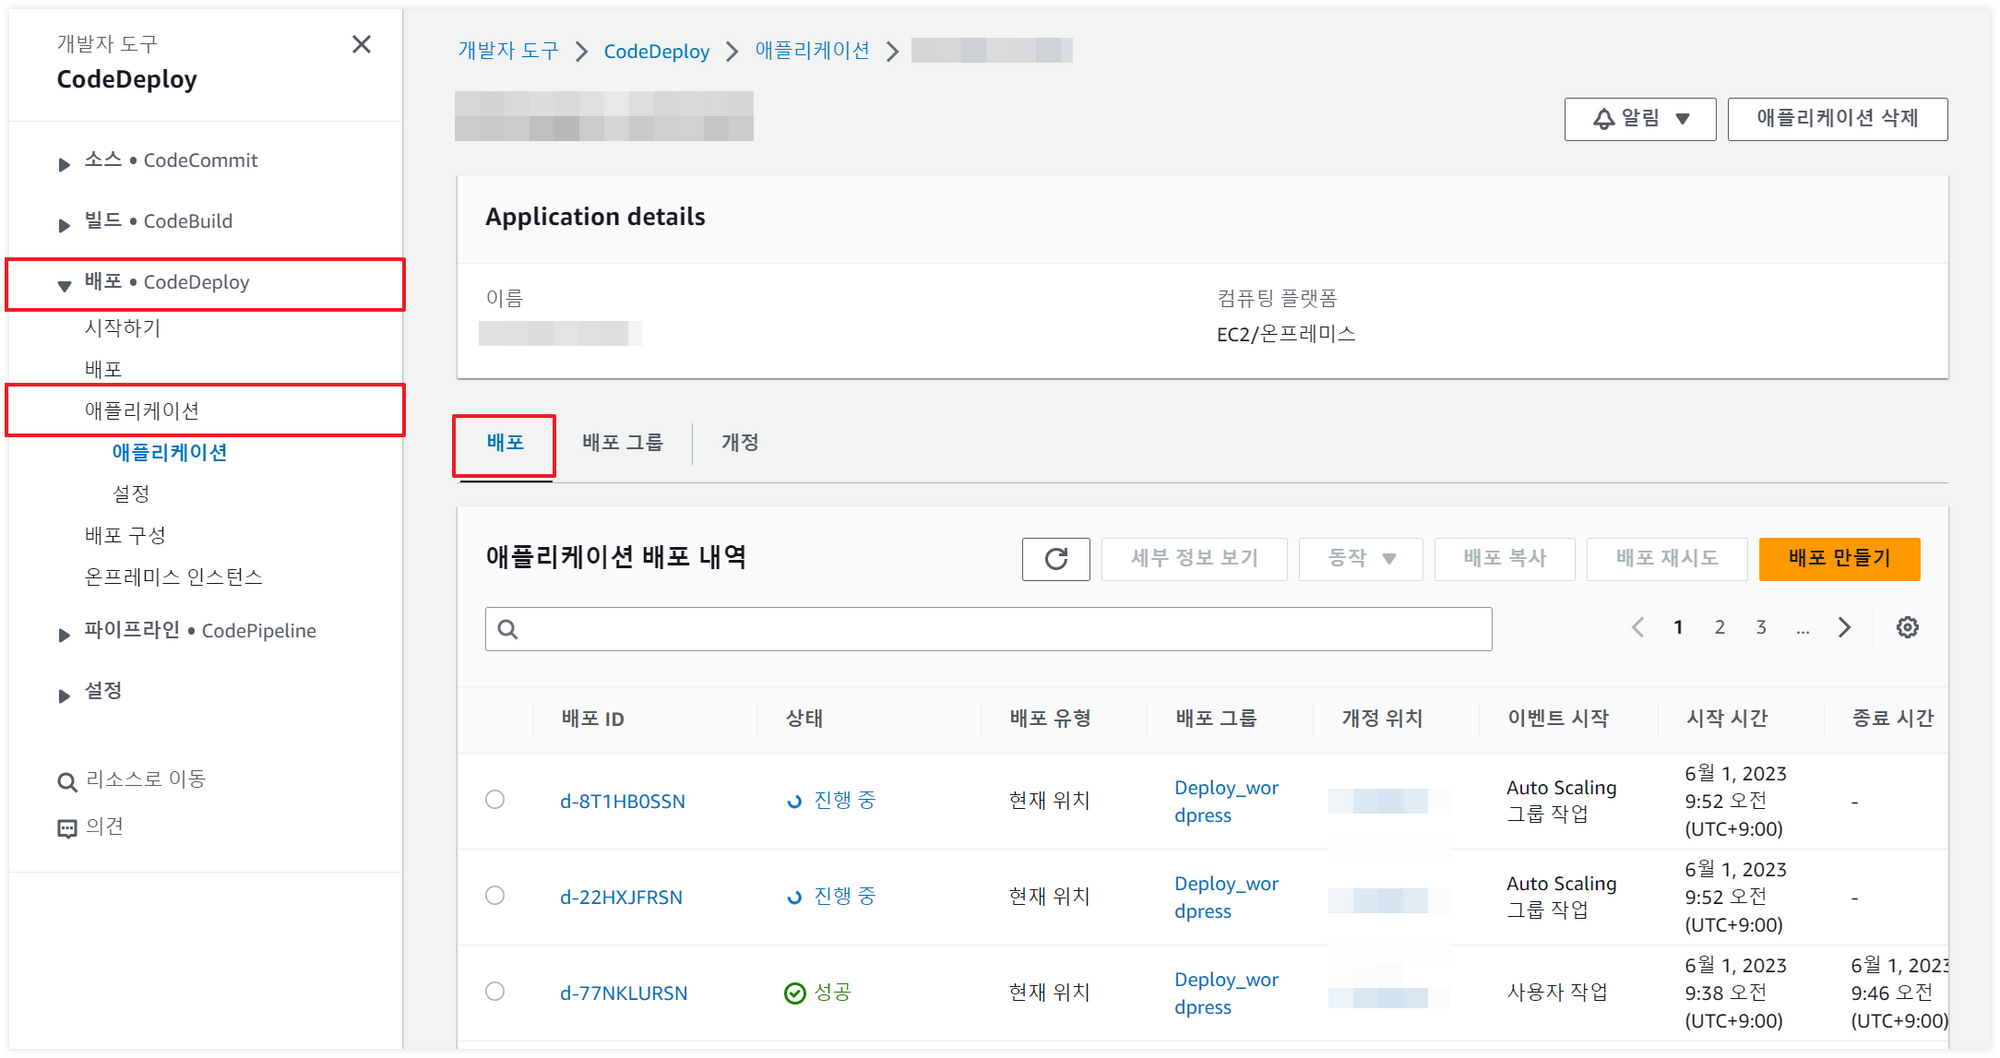 개발자 도구
CodeDeploy
소스 • CodeCommit
빌드 • CodeBuild
배포 • CodeDeploy
시작하기
배포
애플리케이션
애플리케이션
설정
배포 구성
온프레미스 인스턴스
파이프라인 • CodePipeline
설정
리소스로 이동
의견
개발자 도구 CodeDeploy 애플리케이션
알림 애플리케이션 삭제
Application details
이름 컴퓨팅 플랫폼
EC2/온프레미스
배포 배포 그룹 개정
애플리케이션 배포 내역 세부 정보 보기 동작 배포 복사 배포 재시도 배포 만들기
1 2 3 ...
배포 ID 상태 배포 유형 배포 그룹 개정 위치 이벤트 시작 시작 시간 종료 시간
d-8T1HB0SSN 진행 중 현재 위치 Deploy_wor
dpress Auto Scaling
그룹 작업 6월 1, 2023
9:52 오전
(UTC+9:00) -
d-22HXJFRSN 진행 중 현재 위치 Deploy_wor
dpress Auto Scaling
그룹 작업 6월 1, 2023
9:52 오전
(UTC+9:00) -
d-77NKLURSN 성공 현재 위치 Deploy_wor
dpress 사용자 작업 6월 1, 2023
9:38 오전
(UTC+9:00) 6월 1, 2023
9:46 오전
(UTC+9:00)